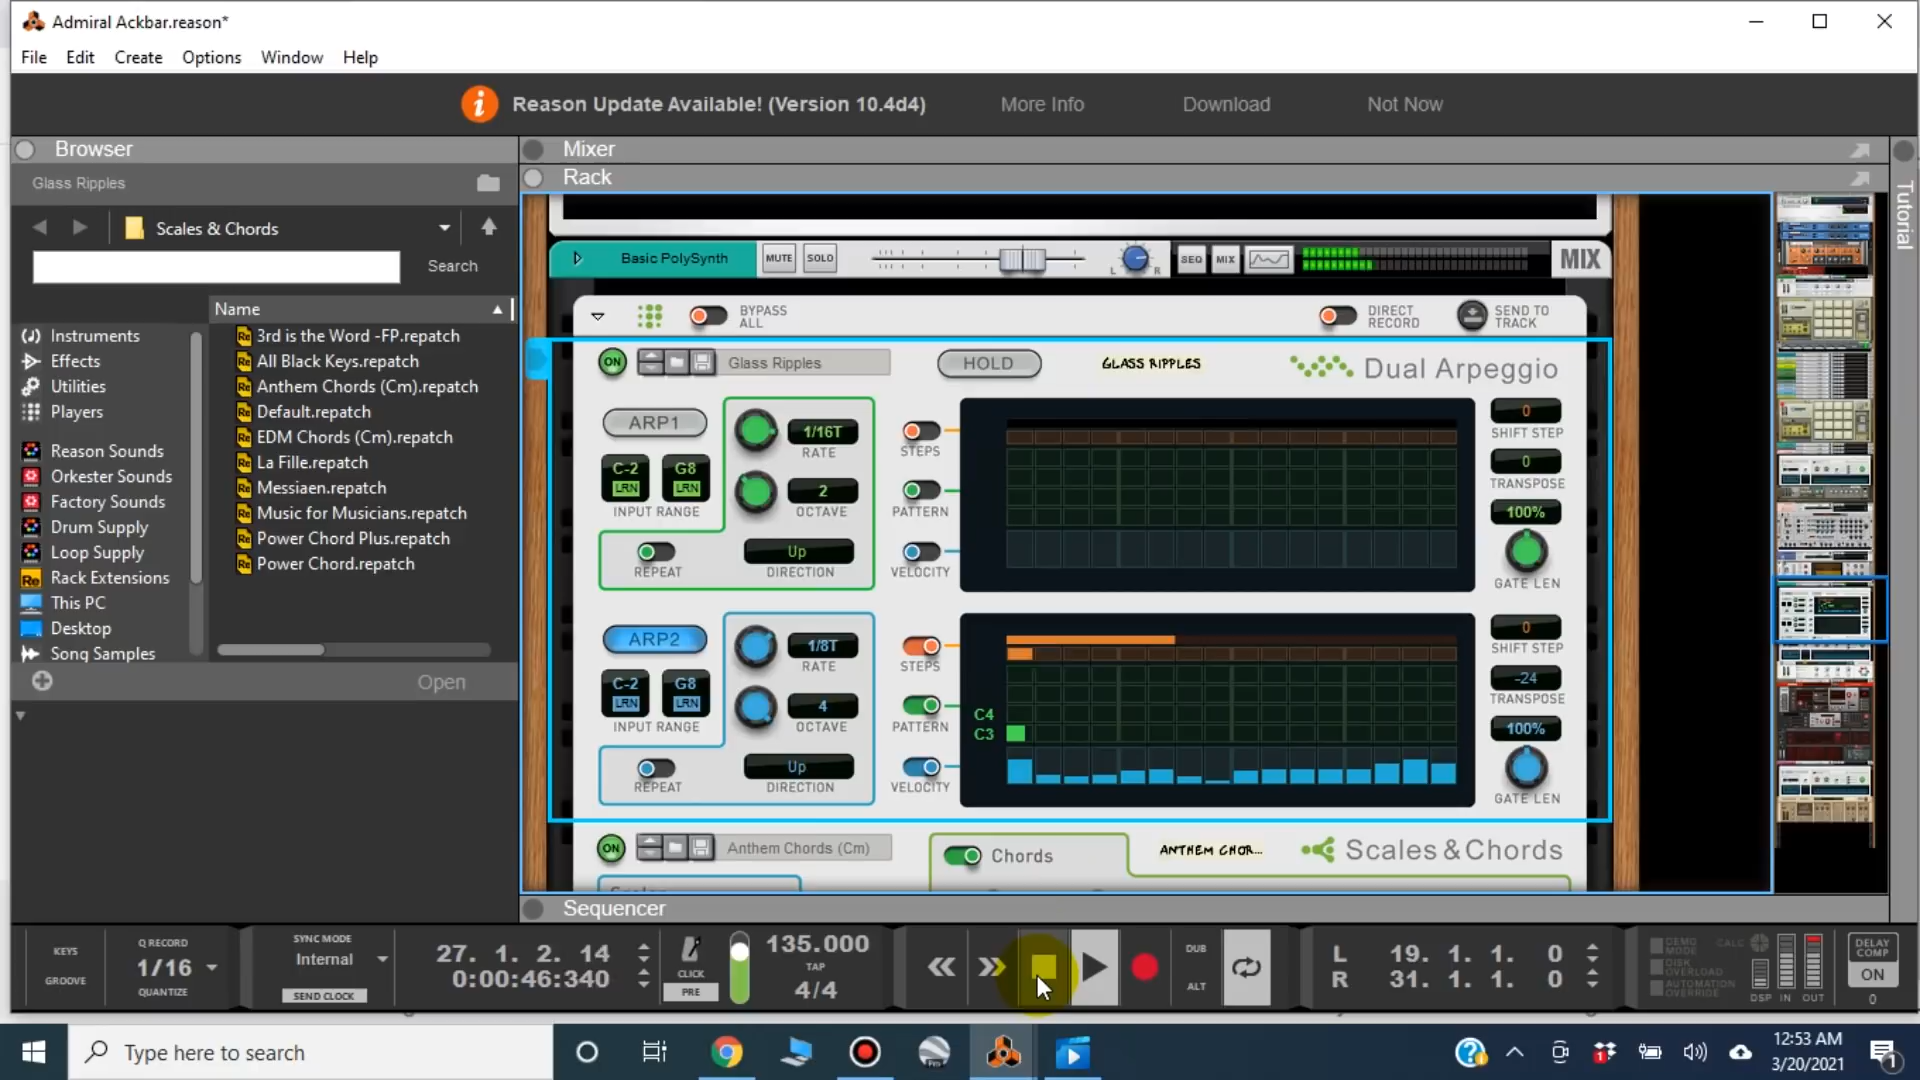 Admiral Ackbar.reason*
File Edit Create Options Window Help
Reason Update Available! (Version 10.4d4) More Info Download Not Now
Browser
Mixer
Glass Ripples
Rack
Tutorial
Scales & Chords
Search
Name
Instruments
Effects
Utilities
Players
Reason Sounds
Orkester Sounds
Factory Sounds
Drum Supply
Loop Supply
Rack Extensions
This PC
Desktop
Song Samples
3rd is the Word -FP.repatch
All Black Keys.repatch
Anthem Chords (Cm).repatch
Default.repatch
EDM Chords (Cm).repatch
La Fille.repatch
Messiaen.repatch
Music for Musicians.repatch
Power Chord Plus.repatch
Power Chord.repatch
Open
Basic PolySynth MUTE SOLO L R SEQ MIX MIX
BYPASS ALL
DIRECT RECORD
SEND TO TRACK
ON Glass Ripples HOLD GLASS RIPPLES Dual Arpeggio
ARP1
1/16T
RATE
C-2 G8
LRN LRN
INPUT RANGE
2
OCTAVE
REPEAT
Up
DIRECTION
STEPS
PATTERN
VELOCITY
0
SHIFT STEP
0
TRANSPOSE
100%
GATE LEN
ARP2
1/8T
RATE
C-2 G8
LRN LRN
INPUT RANGE
4
OCTAVE
REPEAT
Up
DIRECTION
STEPS
PATTERN
VELOCITY
C4
C3
0
SHIFT STEP
-24
TRANSPOSE
100%
GATE LEN
ON Anthem Chords (Cm) Chords ANTHEM CHOR... Scales & Chords
Sequencer
KEYS
GROOVE
Q RECORD
1/16
QUANTIZE
SYNC MODE
Internal
SEND CLOCK
27. 1. 2. 14
0:00:46:340
CLICK
PRE
135.000
TAP
4/4
DUB
ALT
L 19. 1. 1. 0
R 31. 1. 1. 0
DEMO MODE
DISK OVERLOAD
AUTOMATION OVERRIDE
CALC
DSP IN OUT
DELAY COMP
ON
0
Type here to search
12:53 AM
3/20/2021
1